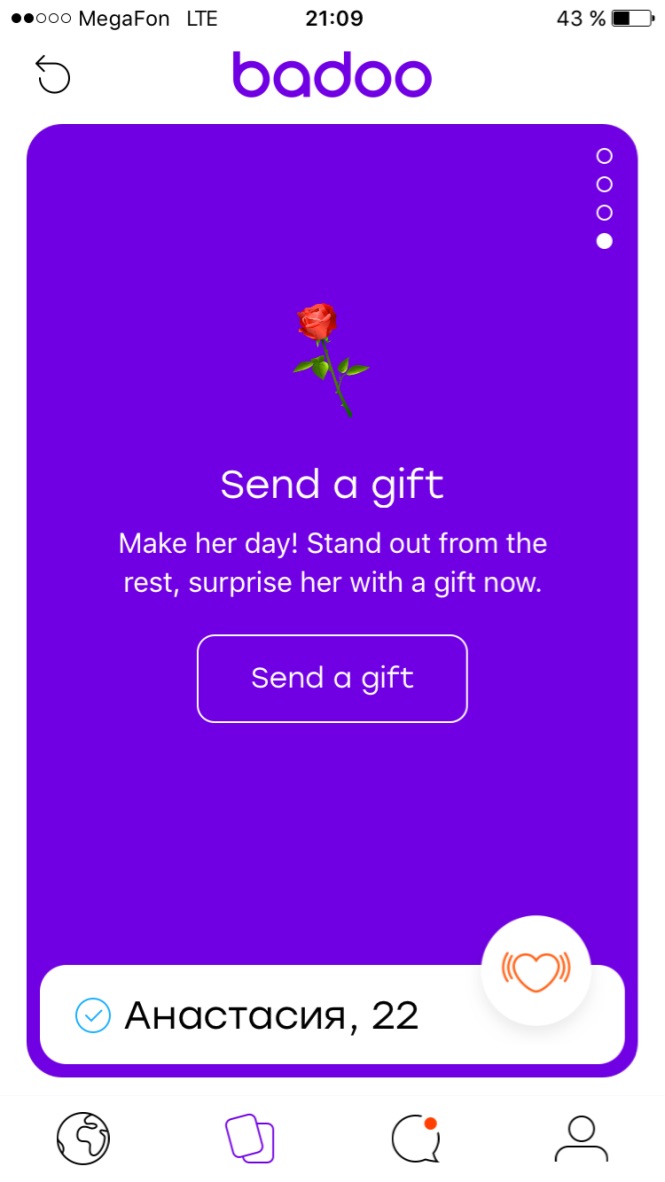 MegaFon LTE 21:09 43 %
badoo
Send a gift
Make her day! Stand out from the
rest, surprise her with a gift now.
Send a gift
Анастасия, 22